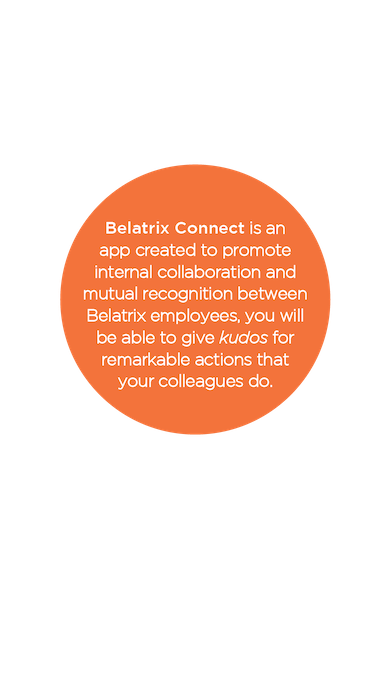 Belatrix Connect is an
app created to promote
internal collaboration and
mutual recognition between
Belatrix employees, you will
be able to give kudos for
remarkable actions that
your colleagues do.